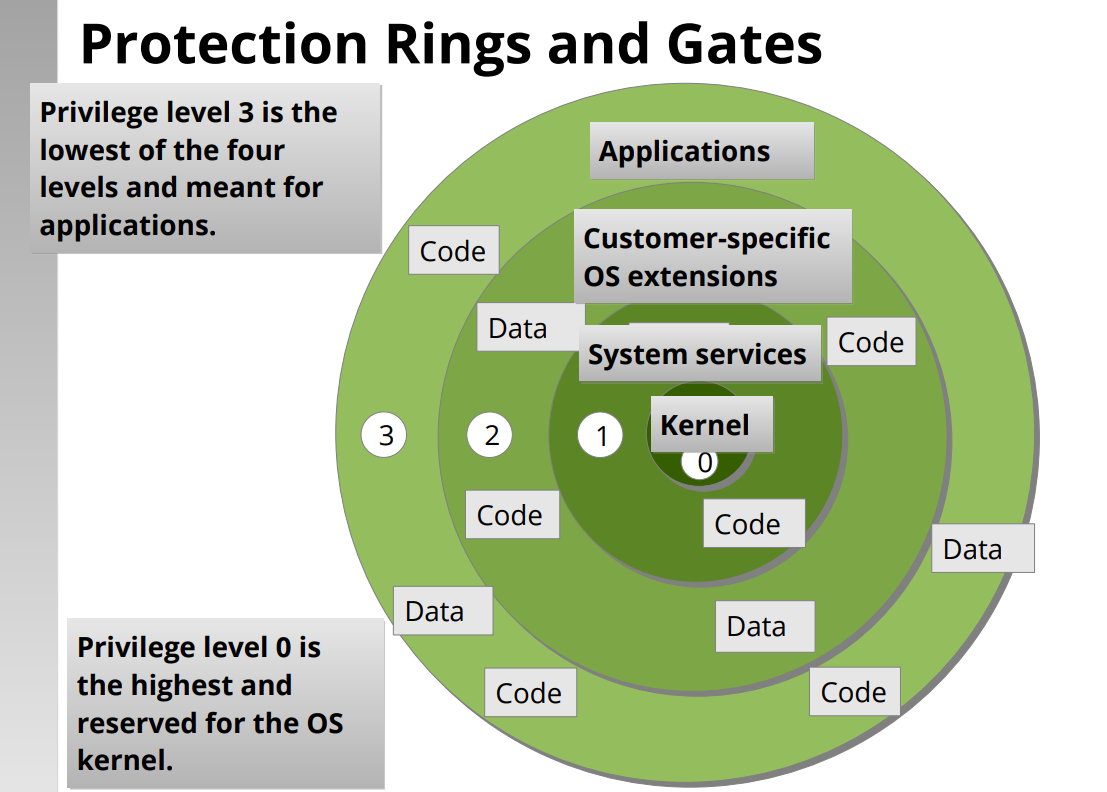 Protection Rings and Gates
Privilege level 3 is the
lowest of the four
levels and meant for
applications.
Applications
Customer-specific
OS extensions
Code
Data
System services
Code
Kernel
3
2
1
0
Code
Code
Data
Data
Data
Code
Code
Privilege level 0 is
the highest and
reserved for the OS
kernel.